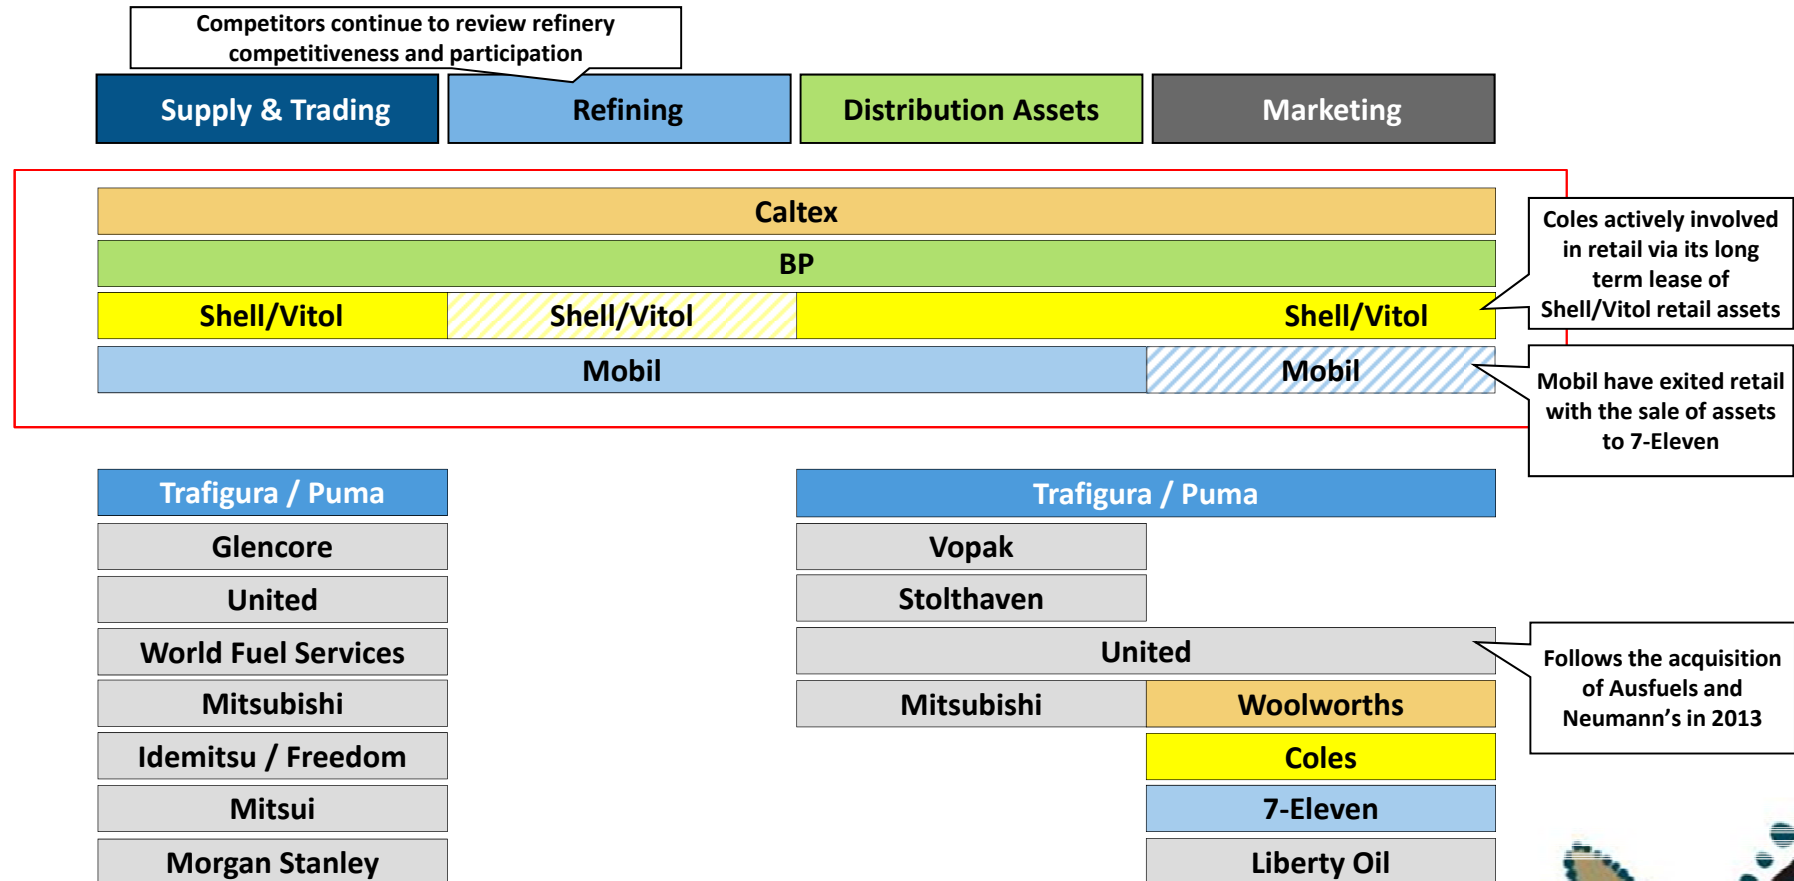 Competitors continue to review refinery
competitiveness and participation
Supply & Trading
Refining
Distribution Assets
Marketing
Caltex
BP
Shell/Vitol
Shell/Vitol
Shell/Vitol
Mobil
Mobil
Coles actively involved
in retail via its long
term lease of
Shell/Vitol retail assets
Mobil have exited retail
with the sale of assets
to 7-Eleven
Trafigura / Puma
Glencore
United
World Fuel Services
Mitsubishi
Idemitsu / Freedom
Mitsui
Morgan Stanley
Trafigura / Puma
Vopak
Stolthaven
United
Mitsubishi
Woolworths
Coles
7-Eleven
Liberty Oil
Follows the acquisition
of Ausfuels and
Neumann’s in 2013